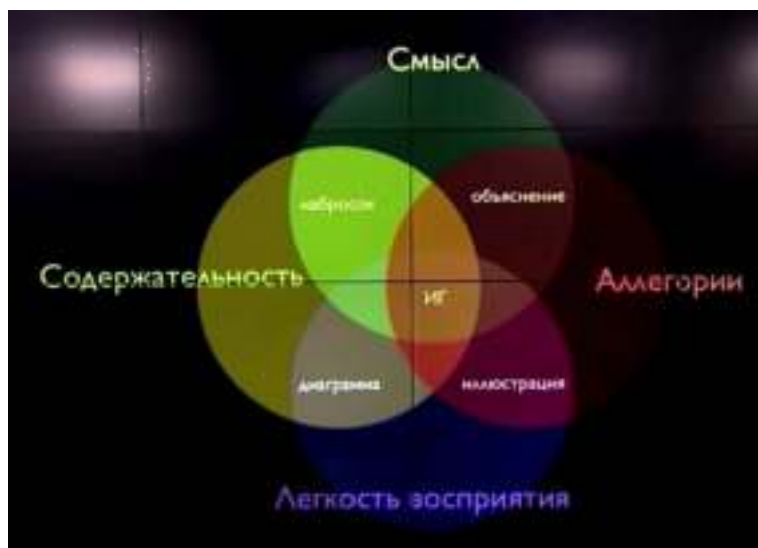 Смысл
набросок
объяснение
Содержательность
Аллегории
ИГ
диаграмма
иллюстрация
Легкость восприятия